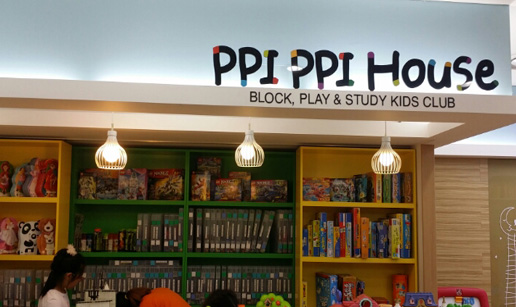 PPI PPI House
BLOCK, PLAY & STUDY KIDS CLUB